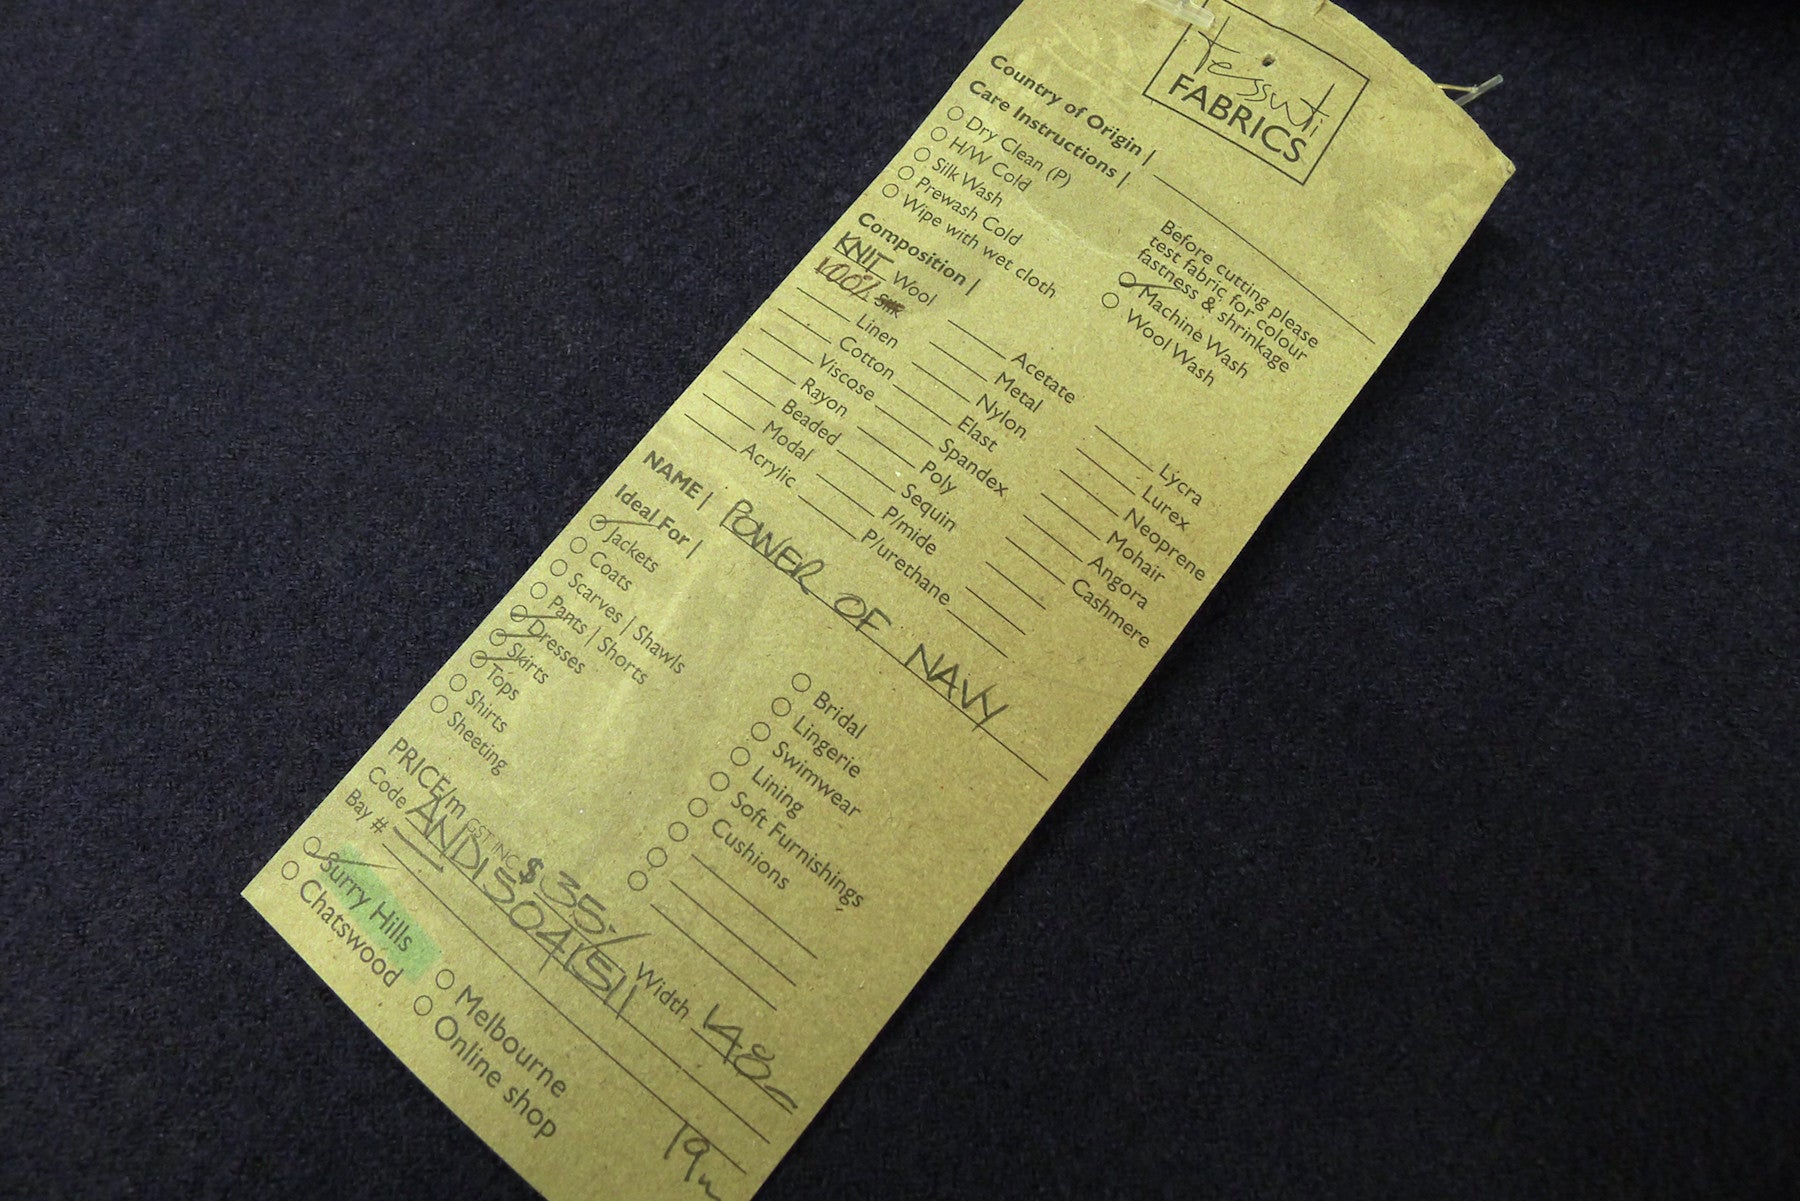 tessuti
FABRICS
Country of Origin |
Care Instructions |
Dry Clean (P)
H/W Cold
Silk Wash
Prewash Cold
Wipe with wet cloth
Before cutting please
test fabric for colour
fastness & shrinkage
Machine Wash
Wool Wash
Composition |
KNIT Wool
100%
Linen
Cotton
Viscose
Rayon
Beaded
Modal
Acrylic
Acetate
Metal
Nylon
Elast
Spandex
Poly
Sequin
P/mide
P/urethane
Lycra
Lurex
Neoprene
Mohair
Angora
Cashmere
NAME | POWER OF NAVY
Ideal For |
Jackets
Coats
Scarves | Shawls
Pants | Shorts
Dresses
Skirts
Tops
Shirts
Sheeting
Bridal
Lingerie
Swimwear
Lining
Soft Furnishings
Cushions
PRICE/m GST INC $35.- Width 148c
Code ANDI5041511
Bay #
19m
Surry Hills
Chatswood
Melbourne
Online shop